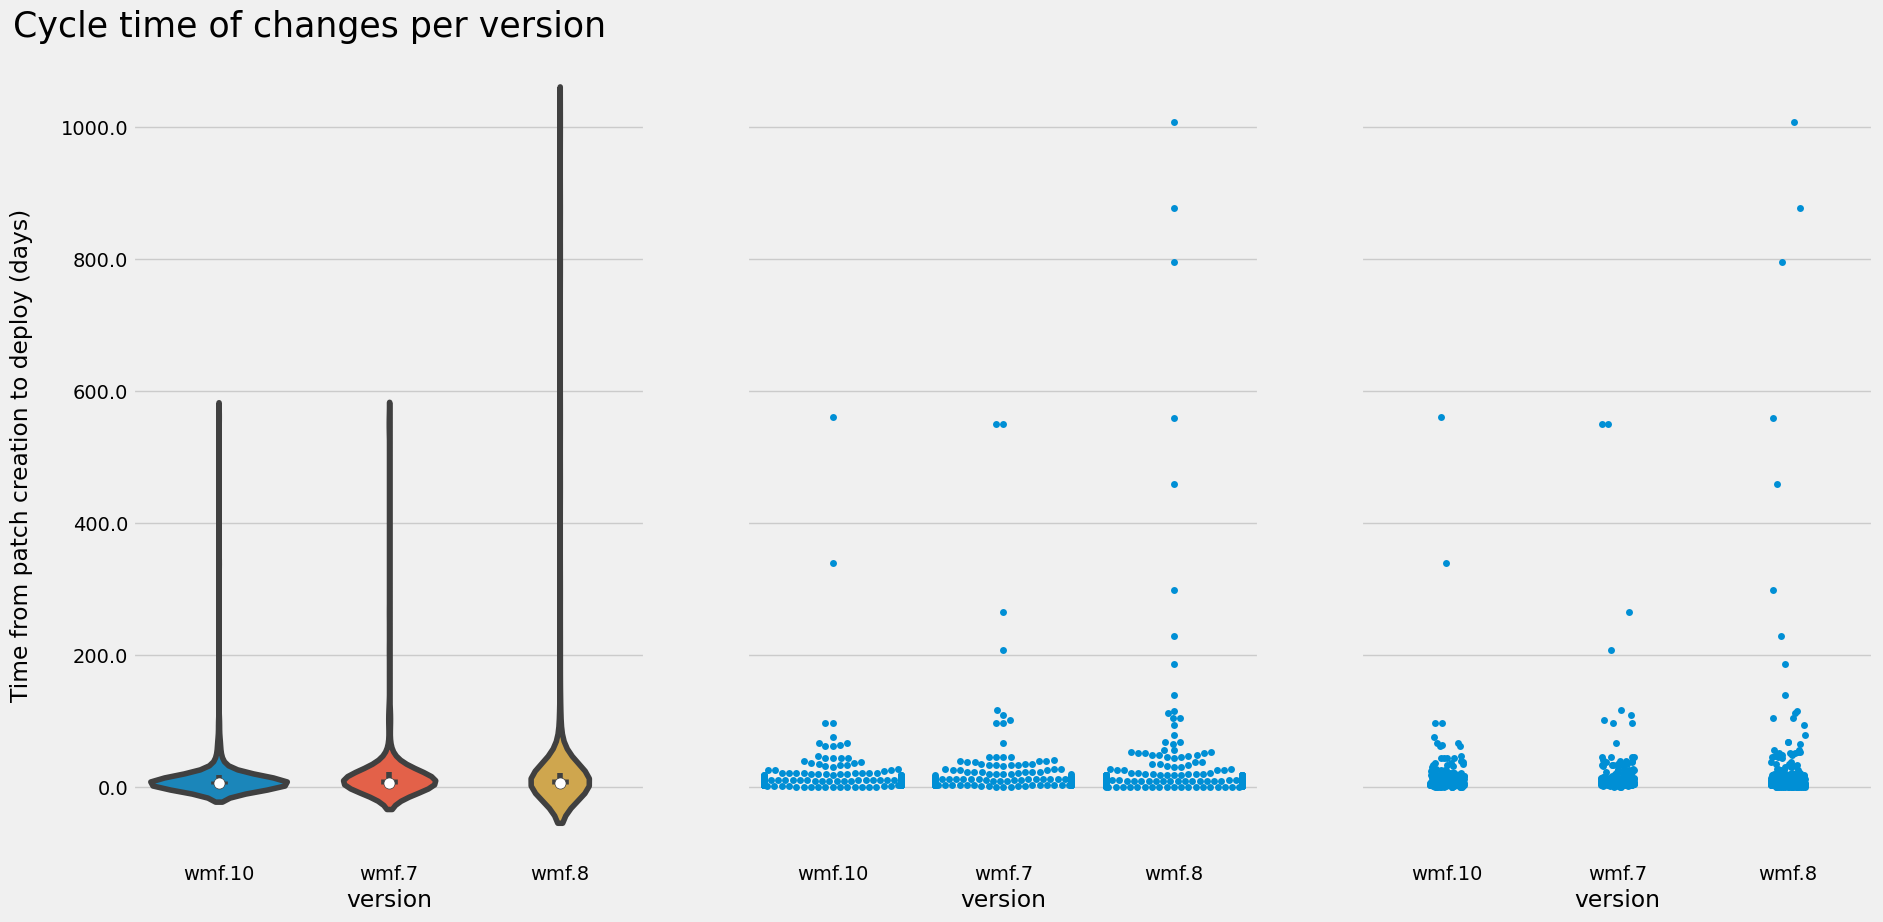 Cycle time of changes per version
Time from patch creation to deploy (days)
1000.0
800.0
600.0
400.0
200.0
0.0
wmf.10 wmf.7 wmf.8
version
wmf.10 wmf.7 wmf.8
version
wmf.10 wmf.7 wmf.8
version